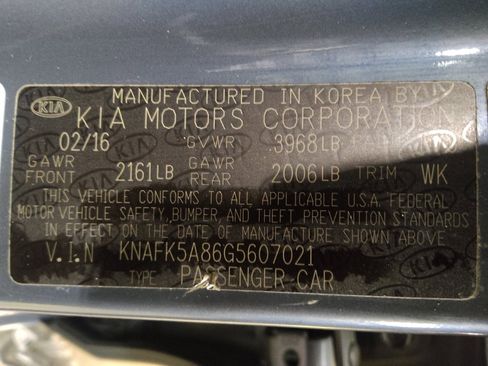 MANUFACTURED IN KOREA BY
KIA KIA MOTORS CORPORATION
02/16 GVWR 3968LB
GAWR FRONT 2161LB GAWR REAR 2006LB TRIM WK
THIS VEHICLE CONFORMS TO ALL APPLICABLE U.S.A. FEDERAL
MOTOR VEHICLE SAFETY,BUMPER, AND THEFT PREVENTION STANDARDS
IN EFFECT ON THE DATE OF MANUFACTURE SHOWN ABOVE
V.I.N KNAFK5A86G5607021
TYPE PASSENGER-CAR